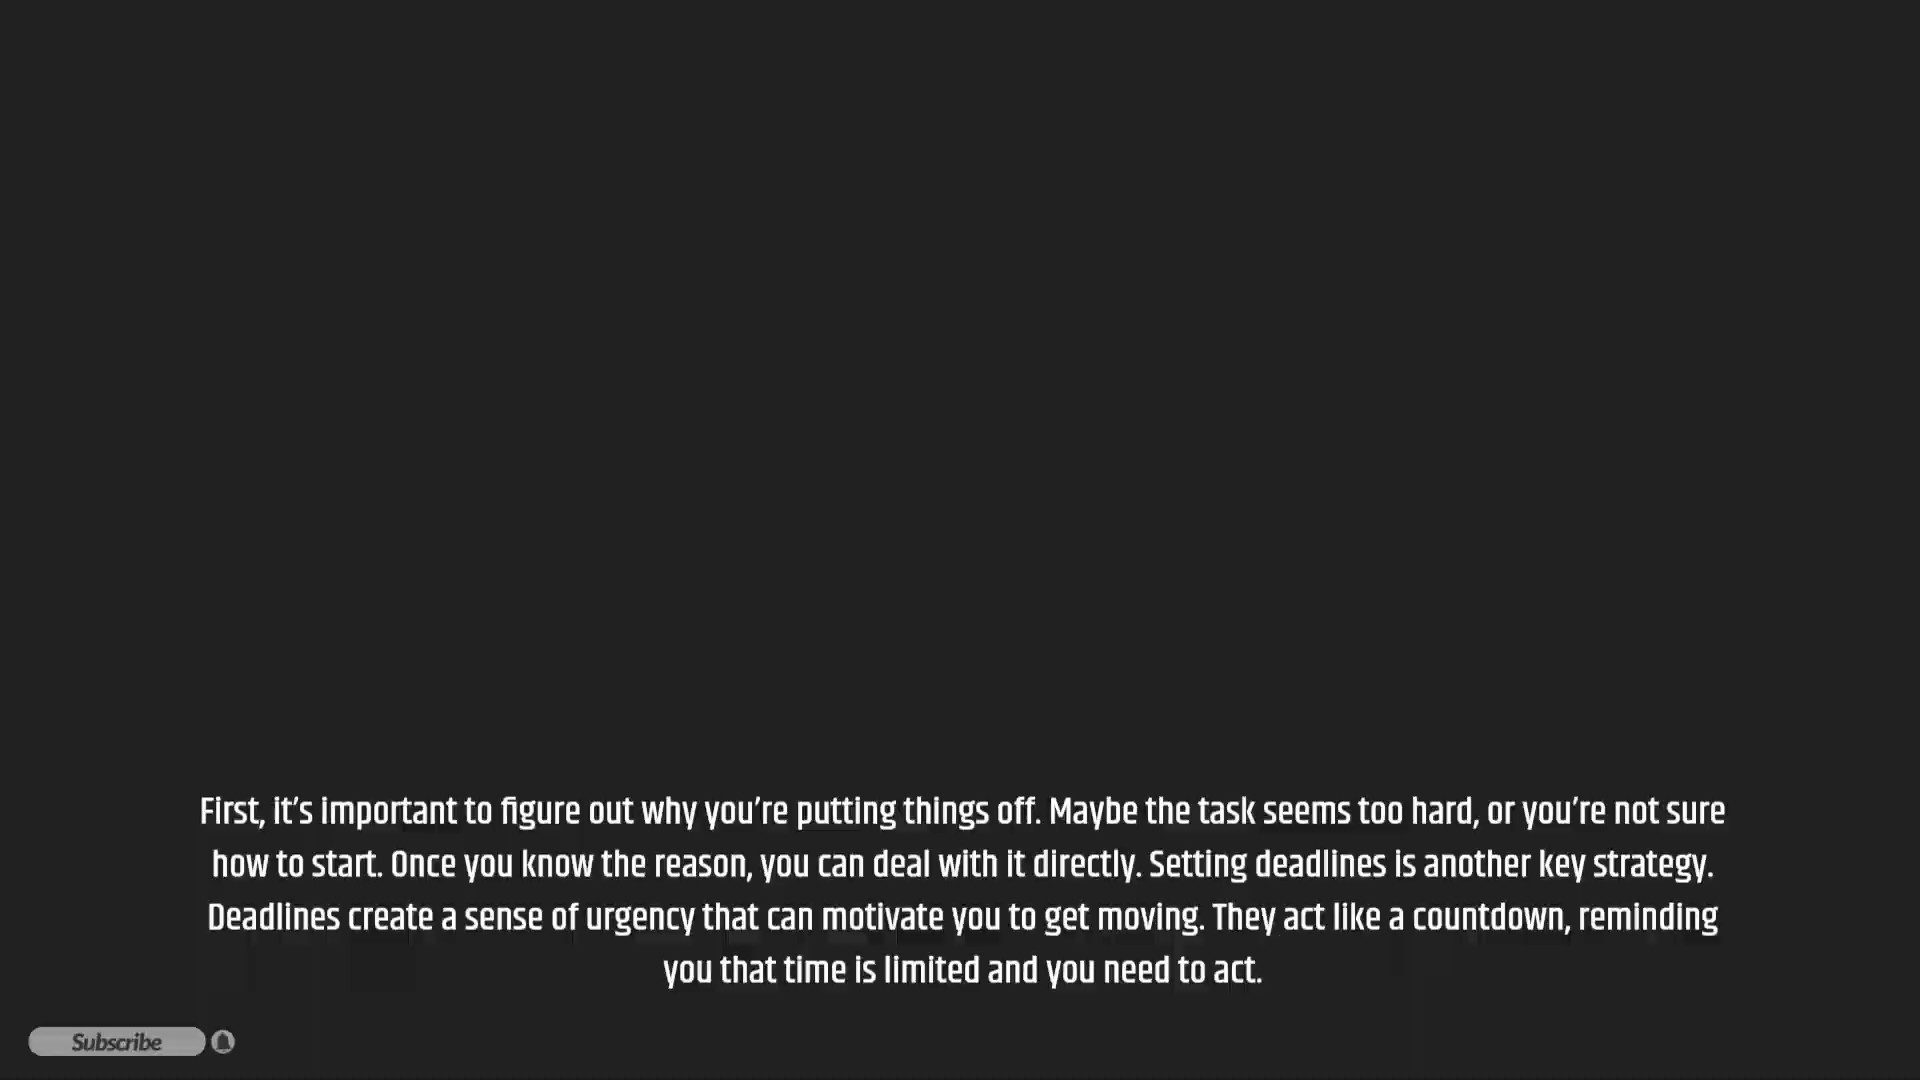 First, it’s important to figure out why you’re putting things off. Maybe the task seems too hard, or you’re not sure
how to start. Once you know the reason, you can deal with it directly. Setting deadlines is another key strategy.
Deadlines create a sense of urgency that can motivate you to get moving. They act like a countdown, reminding
you that time is limited and you need to act.
Subscribe